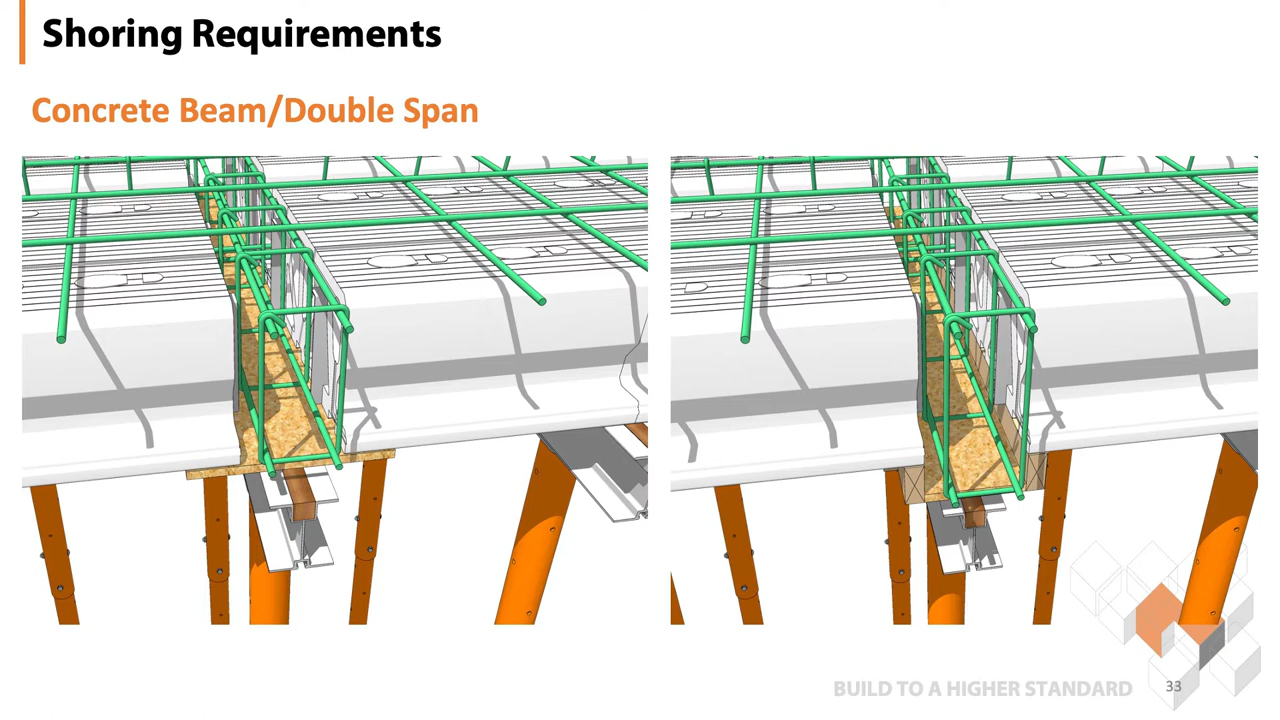 Shoring Requirements
Concrete Beam/Double Span
BUILD TO A HIGHER STANDARD 33